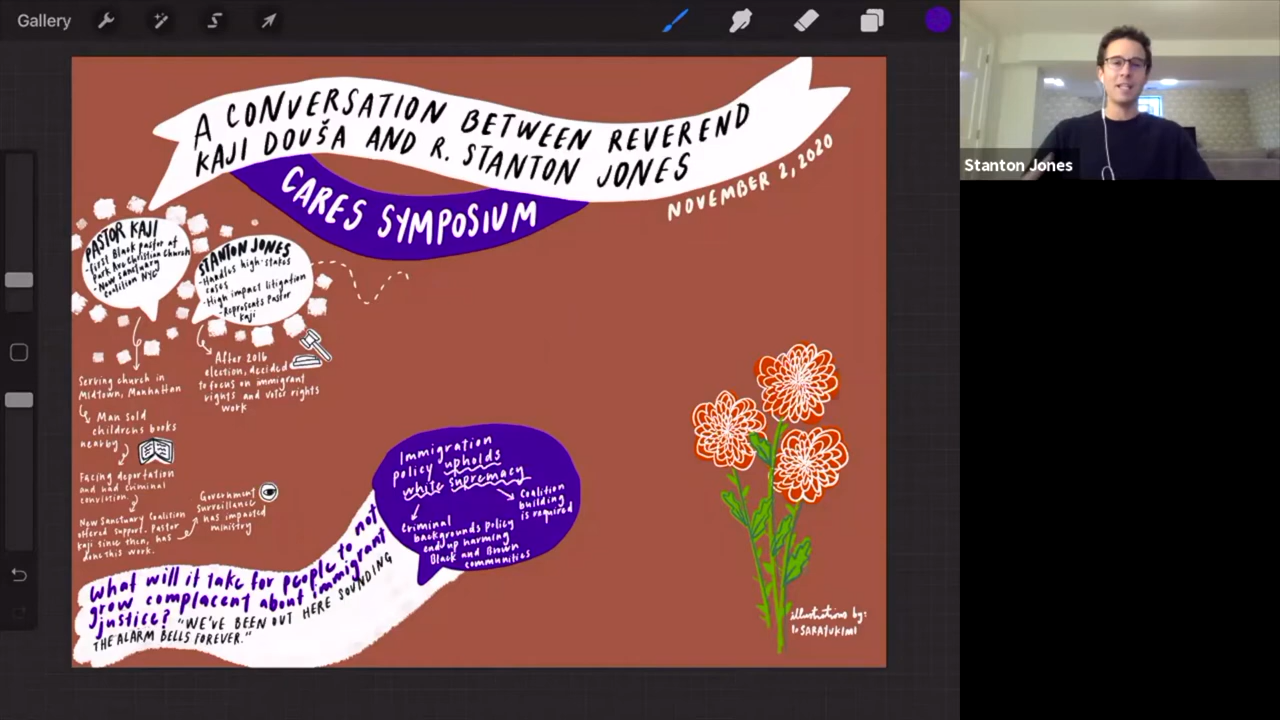 Gallery
A CONVERSATION BETWEEN REVEREND
KAJI DOUŠA AND R. STANTON JONES
CARES SYMPOSIUM
NOVEMBER 2, 2020
Stanton Jones
PASTOR KAJI
-First Black Pastor of
Park Ave Christian Church
-New Sanctuary
Coalition NYC
STANTON JONES
-Handles high-stakes
cases
-High impact litigation
-Represents Pastor
Kaji
Serving church in
Midtown, Manhattan
Man sold
childrens books
nearby
Facing deportation
and had criminal
conviction.
New Sanctuary Coalition
offered support. Pastor
Kaji since then, has
done this work.
Government
surveillance
has impacted
ministry
After 2016
election, decided
to focus on immigrant
rights and voter rights
work
Immigration
policy upholds
white supremacy
Criminal
backgrounds policy
end up harming
Black and Brown
communities
Coalition
building
is required
What will it take for people to not
grow complacent about immigrant
justice? "WE'VE BEEN OUT HERE SOUNDING
THE ALARM BELLS FOREVER."
illustrations by: